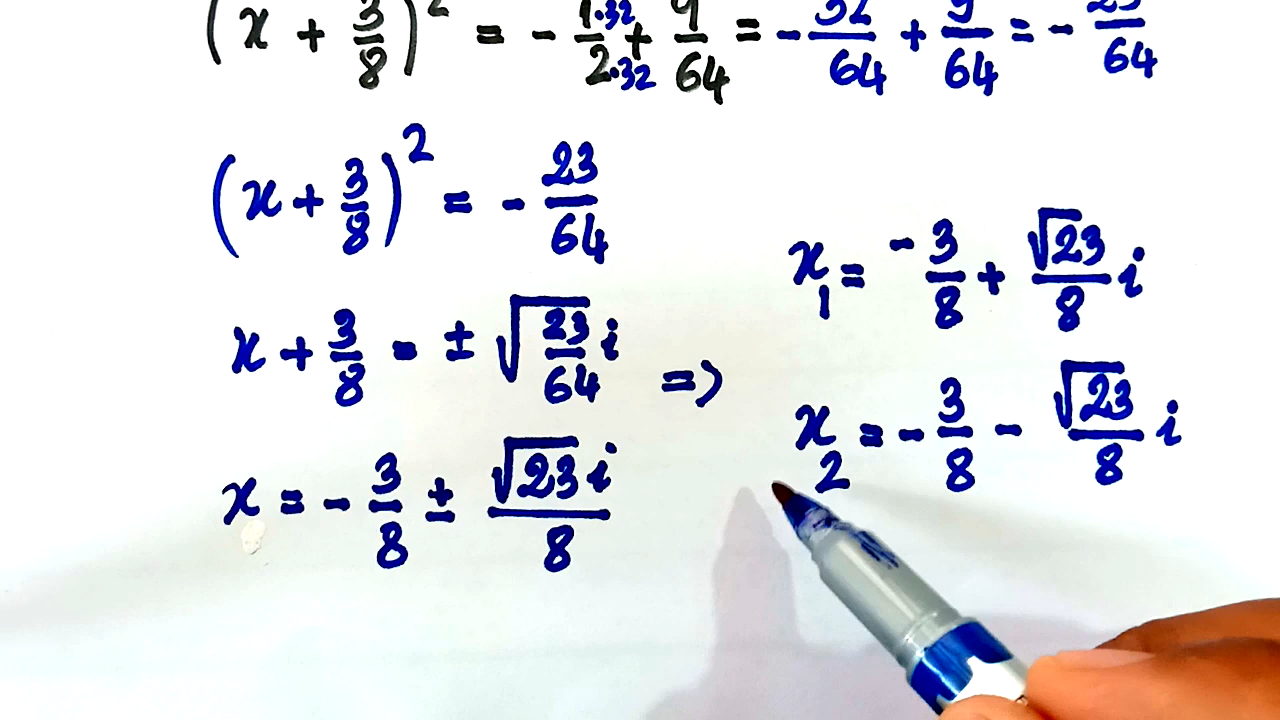 (x + 3/8)² = - 1·32/2·32 + 9/64 = - 32/64 + 9/64 = - 23/64
(x + 3/8)² = - 23/64
x + 3/8 = ± √(23/64) i =>
x = - 3/8 ± √23 i/8
x₁ = - 3/8 + √23/8 i
x₂ = - 3/8 - √23/8 i